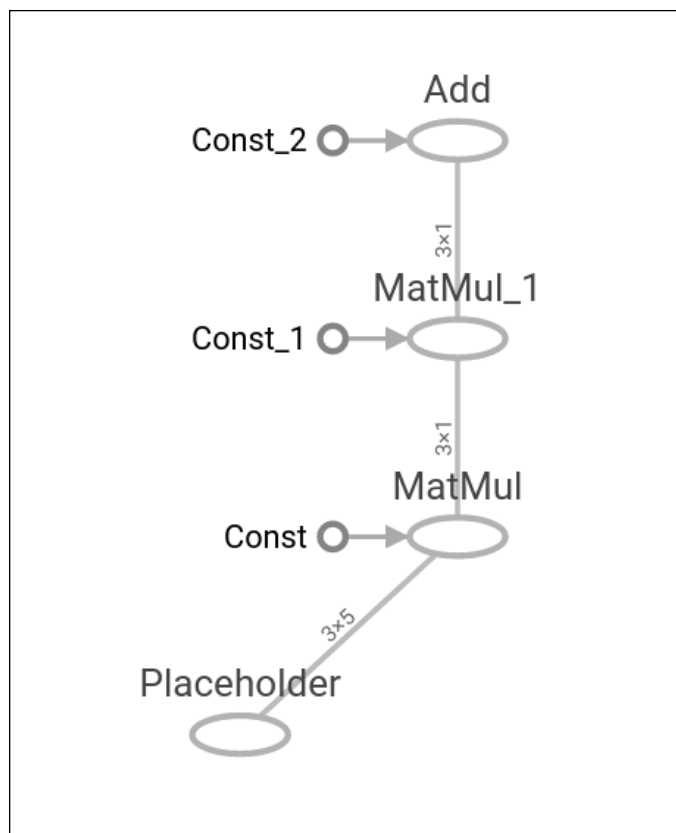 Add
Const_2
3×1
MatMul_1
Const_1
3×1
MatMul
Const
3×5
Placeholder